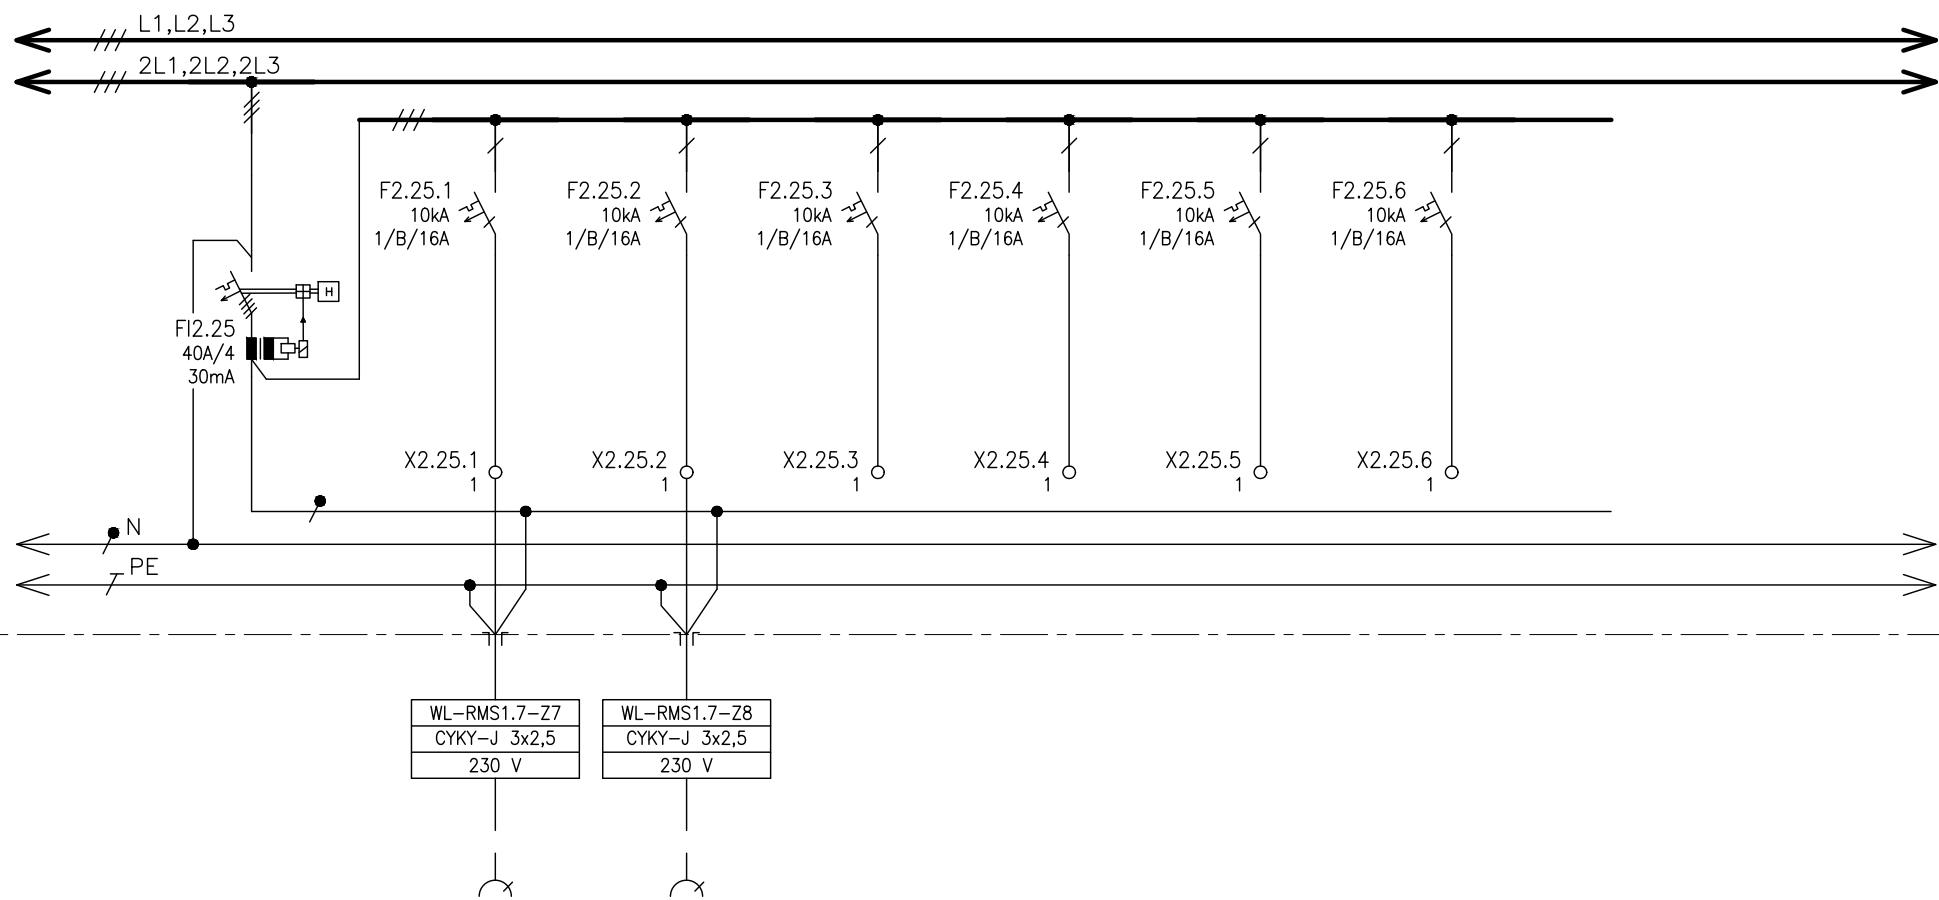 L1,L2,L3
2L1,2L2,2L3
F2.25.1
10kA
1/B/16A
F2.25.2
10kA
1/B/16A
F2.25.3
10kA
1/B/16A
F2.25.4
10kA
1/B/16A
F2.25.5
10kA
1/B/16A
F2.25.6
10kA
1/B/16A
H
FI2.25
40A/4
30mA
X2.25.1
1
X2.25.2
1
X2.25.3
1
X2.25.4
1
X2.25.5
1
X2.25.6
1
N
PE
WL-RMS1.7-Z7
CYKY-J 3x2,5
230 V
WL-RMS1.7-Z8
CYKY-J 3x2,5
230 V